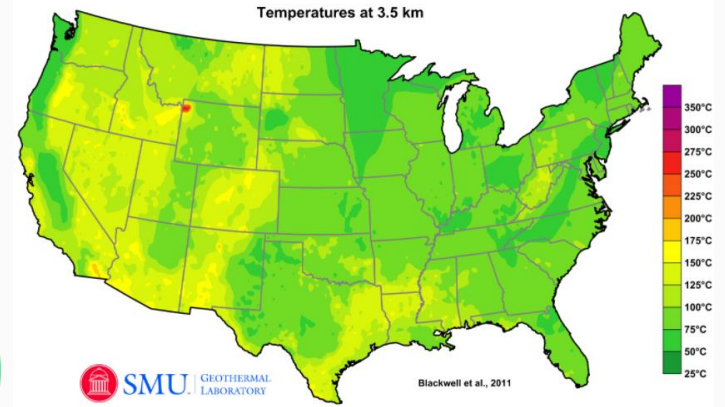 Temperatures at 3.5 km
350°C
300°C
275°C
250°C
225°C
200°C
175°C
150°C
125°C
100°C
75°C
50°C
25°C
SMU. GEOTHERMAL
LABORATORY
Blackwell et al., 2011